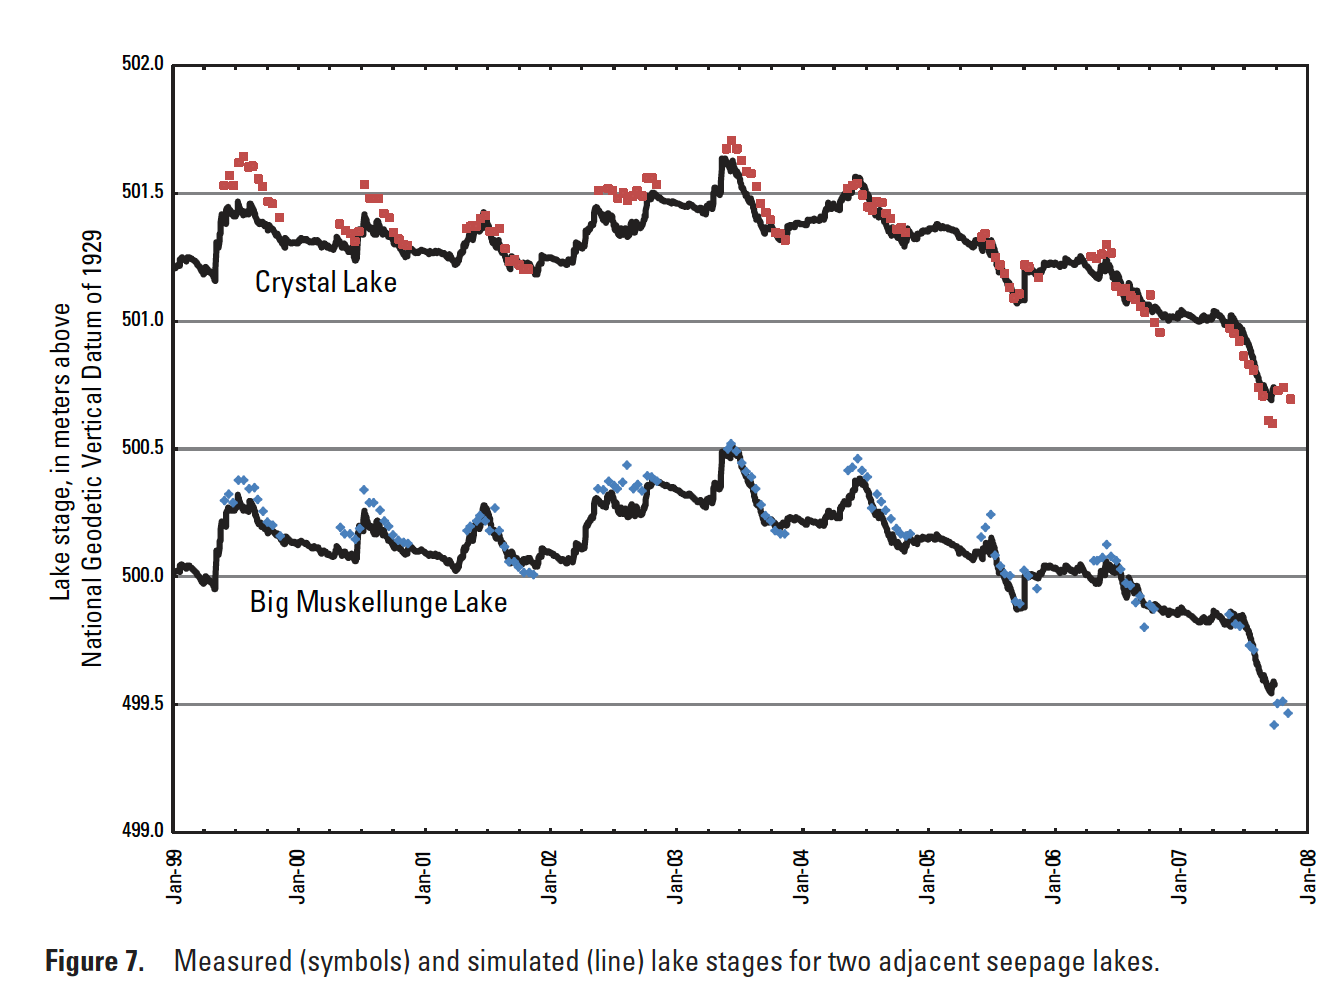 502.0
501.5
501.0
500.5
500.0
499.5
499.0
Lake stage, in meters above
National Geodetic Vertical Datum of 1929
Crystal Lake
Big Muskellunge Lake
Jan-99
Jan-00
Jan-01
Jan-02
Jan-03
Jan-04
Jan-05
Jan-06
Jan-07
Jan-08
Figure 7. Measured (symbols) and simulated (line) lake stages for two adjacent seepage lakes.